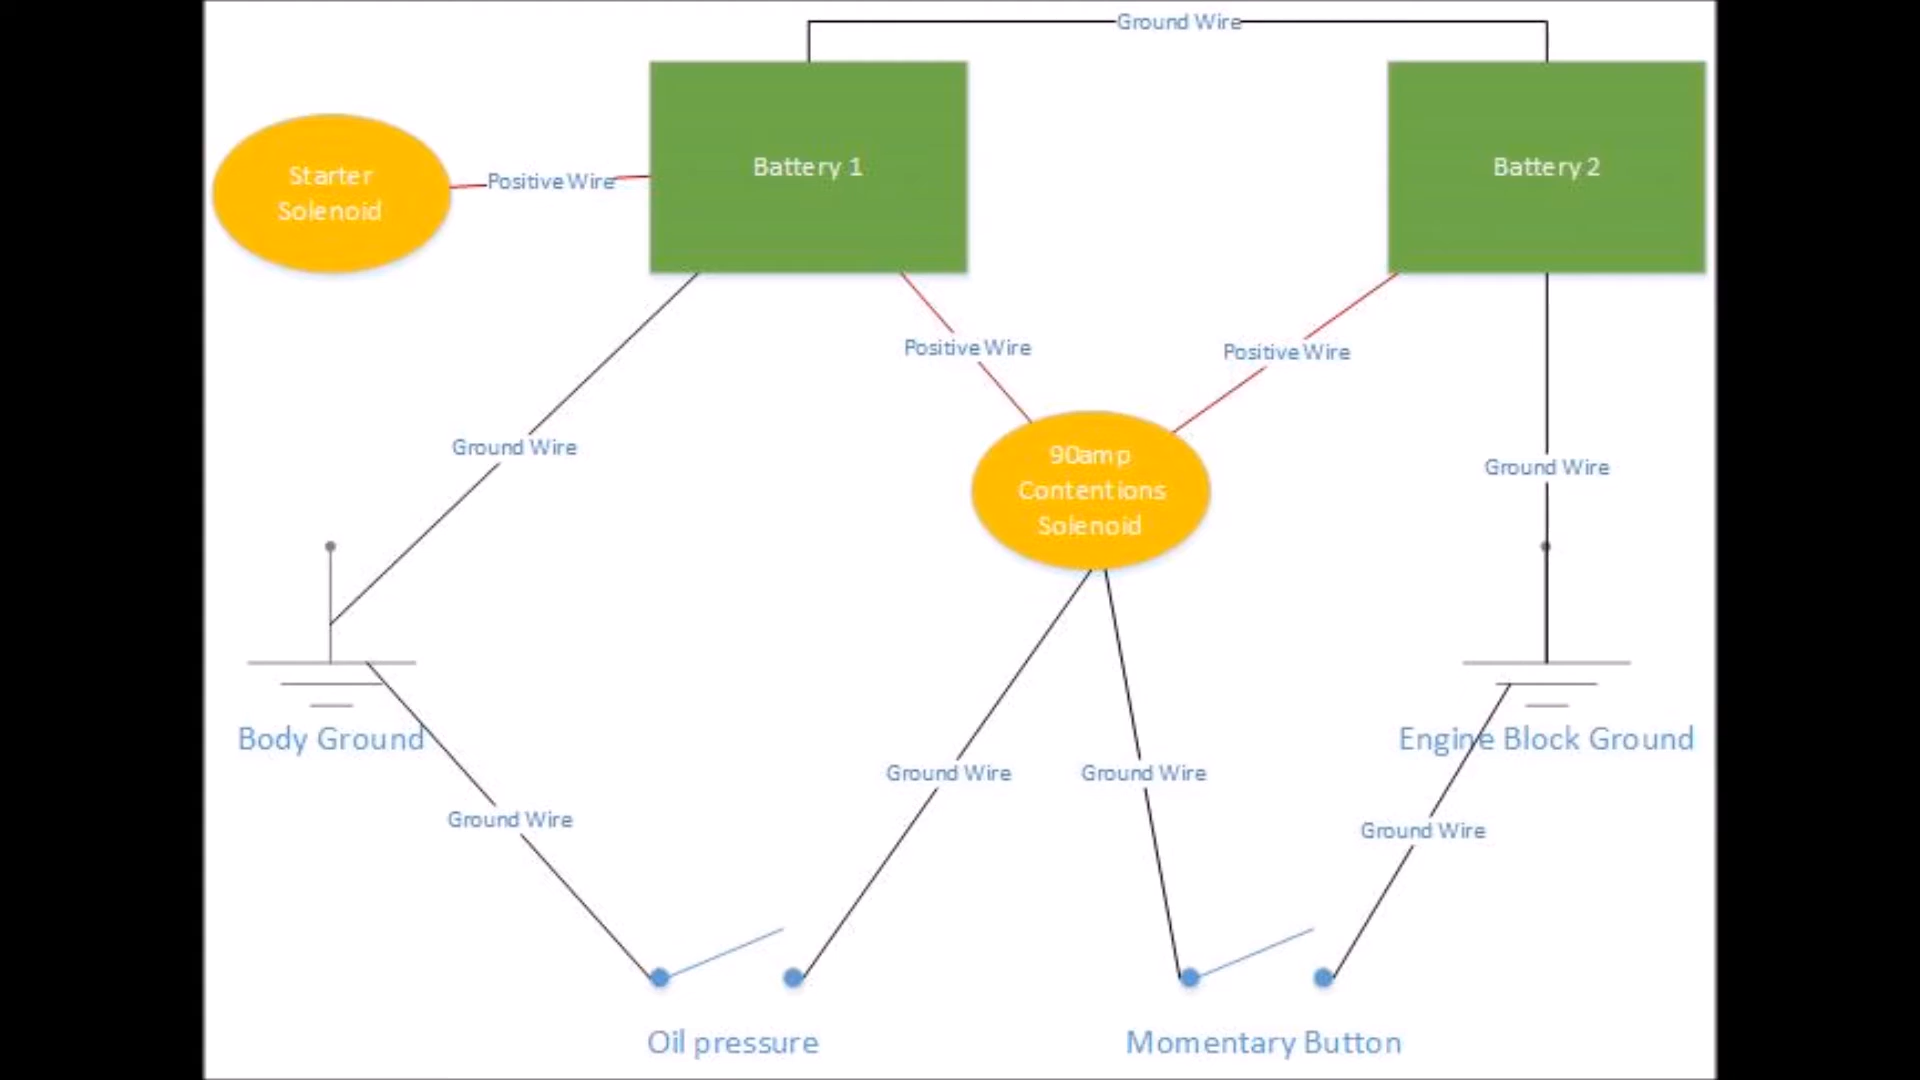 Ground Wire
Battery 1
Battery 2
Starter
Solenoid
Positive Wire
Positive Wire
Positive Wire
Ground Wire
90amp
Contentions
Solenoid
Ground Wire
Body Ground
Engine Block Ground
Ground Wire
Ground Wire
Ground Wire
Ground Wire
Oil pressure
Momentary Button